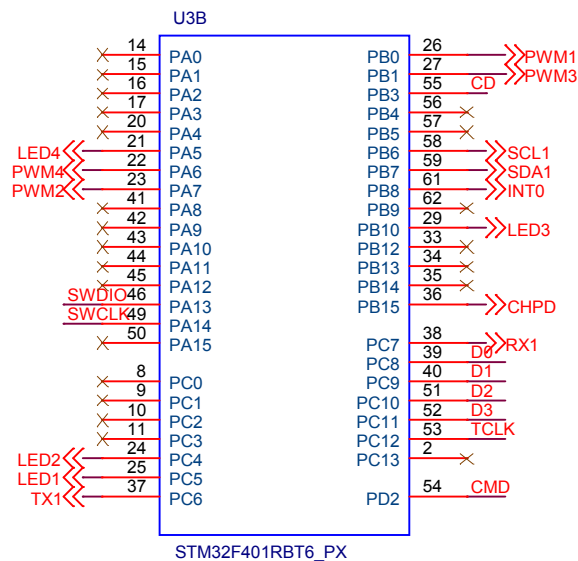 U3B
14 PA0 PB0 26 PWM1
15 PA1 PB1 27 PWM3
16 PA2 PB3 55 CD
17 PA3 PB4 56
20 PA4 PB5 57
LED4 21 PA5 PB6 58 SCL1
PWM4 22 PA6 PB7 59 SDA1
PWM2 23 PA7 PB8 61 INT0
41 PA8 PB9 62
42 PA9 PB10 29 LED3
43 PA10 PB12 33
44 PA11 PB13 34
45 PA12 PB14 35
SWDIO 46 PA13 PB15 36 CHPD
SWCLK 49 PA14
50 PA15 PC7 38 RX1
PC8 39 D0
8 PC0 PC9 40 D1
9 PC1 PC10 51 D2
10 PC2 PC11 52 D3
11 PC3 PC12 53 TCLK
LED2 24 PC4 PC13 2
LED1 25 PC5
TX1 37 PC6 PD2 54 CMD
STM32F401RBT6_PX